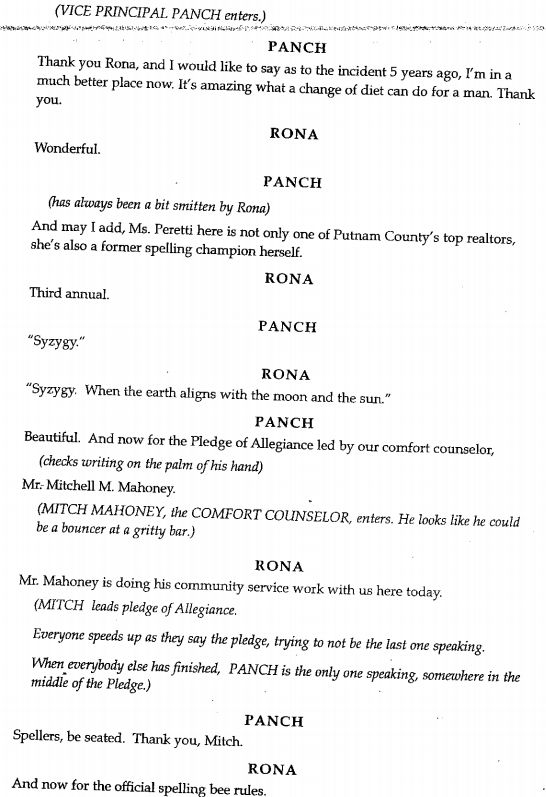 (VICE PRINCIPAL PANCH enters.)
PANCH
Thank you Rona, and I would like to say as to the incident 5 years ago, I'm in a
much better place now. It's amazing what a change of diet can do for a man. Thank
you.
RONA
Wonderful.
PANCH
(has always been a bit smitten by Rona)
And may I add, Ms. Peretti here is not only one of Putnam County's top realtors,
she's also a former spelling champion herself.
RONA
Third annual.
PANCH
"Syzygy."
RONA
"Syzygy. When the earth aligns with the moon and the sun."
PANCH
Beautiful. And now for the Pledge of Allegiance led by our comfort counselor,
(checks writing on the palm of his hand)
Mr. Mitchell M. Mahoney.
(MITCH MAHONEY, the COMFORT COUNSELOR, enters. He looks like he could
be a bouncer at a gritty bar.)
RONA
Mr. Mahoney is doing his community service work with us here today.
(MITCH leads pledge of Allegiance.
Everyone speeds up as they say the pledge, trying to not be the last one speaking.
When everybody else has finished, PANCH is the only one speaking, somewhere in the
middle of the Pledge.)
PANCH
Spellers, be seated. Thank you, Mitch.
RONA
And now for the official spelling bee rules.